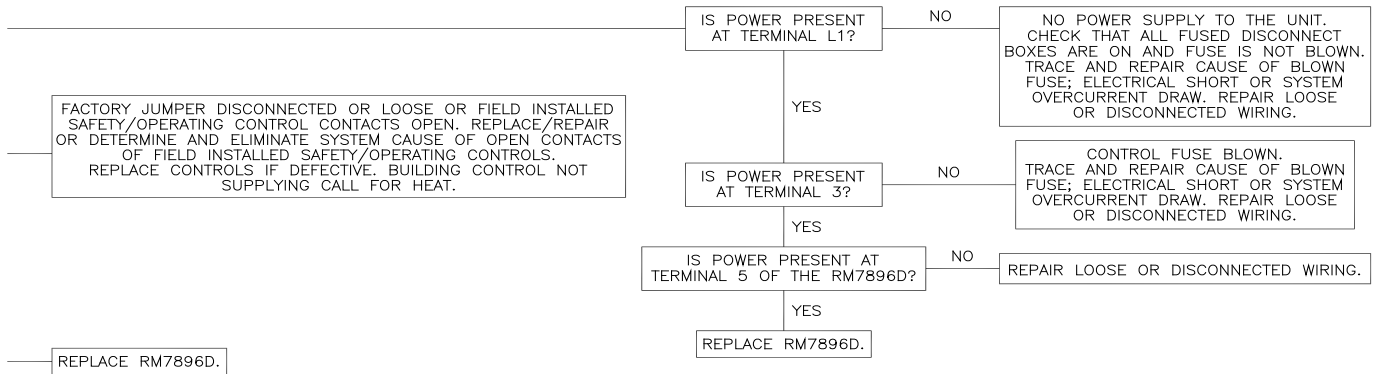 IS POWER PRESENT
AT TERMINAL L1?
NO
NO POWER SUPPLY TO THE UNIT.
CHECK THAT ALL FUSED DISCONNECT
BOXES ARE ON AND FUSE IS NOT BLOWN.
TRACE AND REPAIR CAUSE OF BLOWN
FUSE; ELECTRICAL SHORT OR SYSTEM
OVERCURRENT DRAW. REPAIR LOOSE
OR DISCONNECTED WIRING.
YES
FACTORY JUMPER DISCONNECTED OR LOOSE OR FIELD INSTALLED
SAFETY/OPERATING CONTROL CONTACTS OPEN. REPLACE/REPAIR
OR DETERMINE AND ELIMINATE SYSTEM CAUSE OF OPEN CONTACTS
OF FIELD INSTALLED SAFETY/OPERATING CONTROLS.
REPLACE CONTROLS IF DEFECTIVE. BUILDING CONTROL NOT
SUPPLYING CALL FOR HEAT.
IS POWER PRESENT
AT TERMINAL 3?
NO
CONTROL FUSE BLOWN.
TRACE AND REPAIR CAUSE OF BLOWN
FUSE; ELECTRICAL SHORT OR SYSTEM
OVERCURRENT DRAW. REPAIR LOOSE
OR DISCONNECTED WIRING.
YES
IS POWER PRESENT AT
TERMINAL 5 OF THE RM7896D?
NO
REPAIR LOOSE OR DISCONNECTED WIRING.
YES
REPLACE RM7896D.
REPLACE RM7896D.